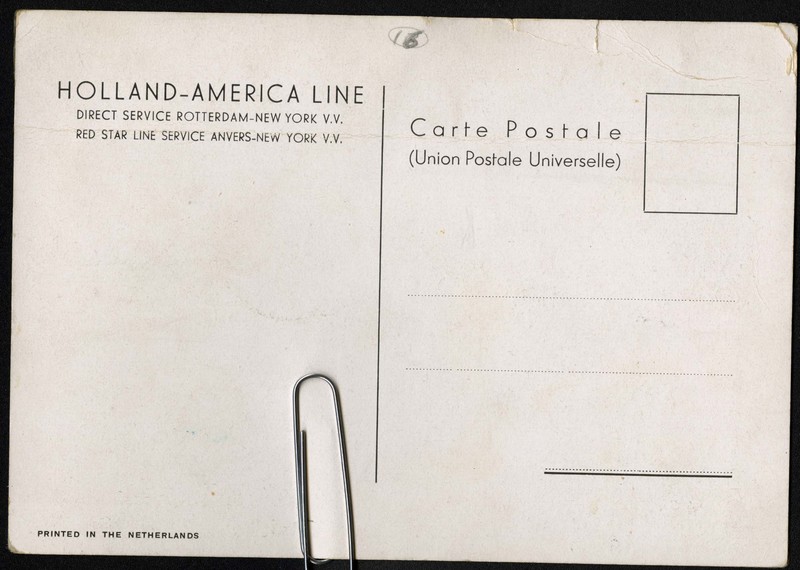 16
HOLLAND-AMERICA LINE
DIRECT SERVICE ROTTERDAM-NEW YORK V.V.
RED STAR LINE SERVICE ANVERS-NEW YORK V.V.
Carte Postale
(Union Postale Universelle)
PRINTED IN THE NETHERLANDS